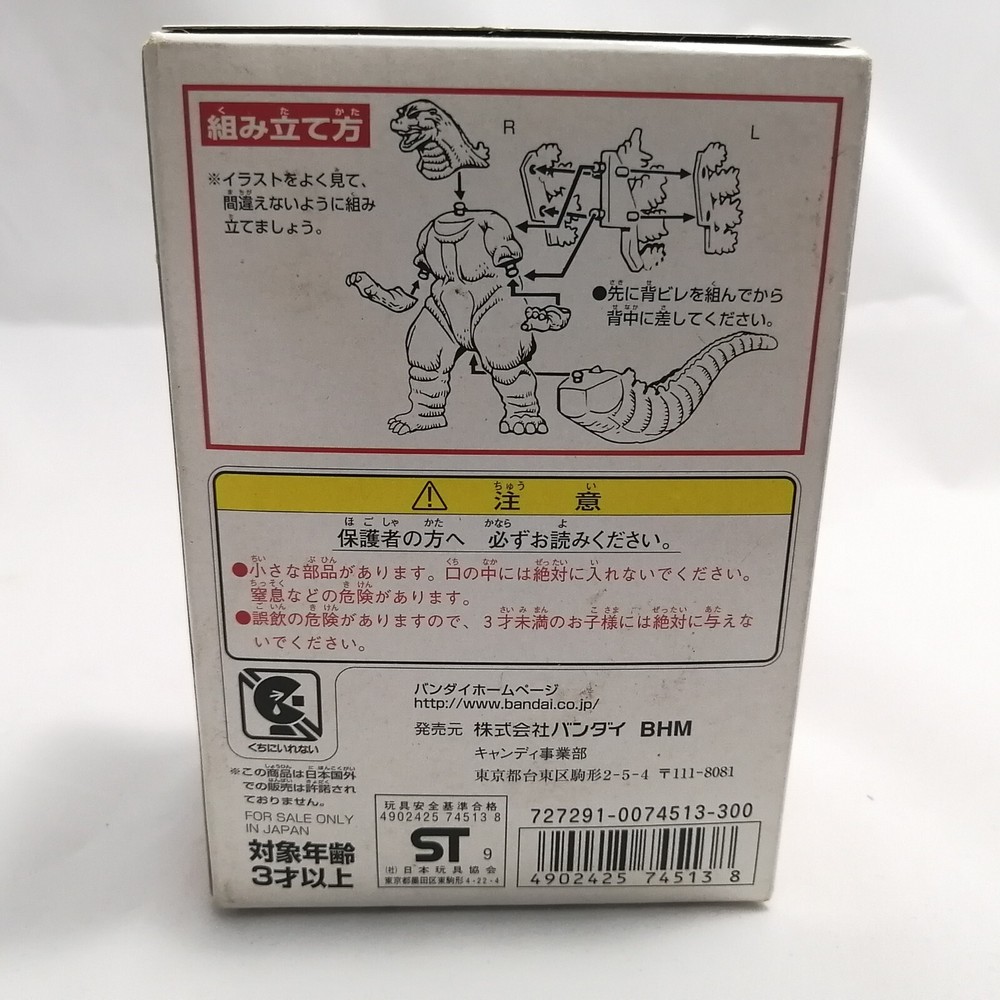 組み立て方
※イラストをよく見て、
間違えないように組み
立てましょう。
R
L
●先に背ビレを組んでから
背中に差してください。
注意
保護者の方へ 必ずお読みください。
●小さな部品があります。口の中には絶対に入れないでください。
窒息などの危険があります。
●誤飲の危険がありますので、3才未満のお子様には絶対に与えな
いでください。
くちにいれない
バンダイホームページ
http://www.bandai.co.jp/
発売元 株式会社バンダイ BHM
キャンディ事業部
東京都台東区駒形2-5-4 〒111-8081
※この商品は日本国外
での販売は許諾され
ておりません。
FOR SALE ONLY
IN JAPAN
対象年齢
3才以上
玩具安全基準合格
4902425 74513 8
ST 9
(社)日本玩具協会
東京都墨田区東駒形4-22-4
727291-0074513-300
4902425 74513 8